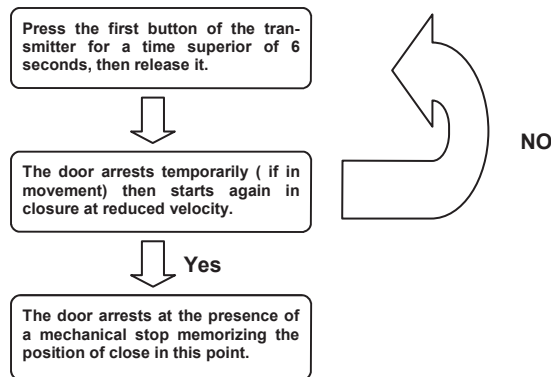 Press the first button of the tran-
smitter for a time superior of 6
seconds, then release it.
NO
The door arrests temporarily ( if in
movement) then starts again in
closure at reduced velocity.
Yes
The door arrests at the presence of
a mechanical stop memorizing the
position of close in this point.